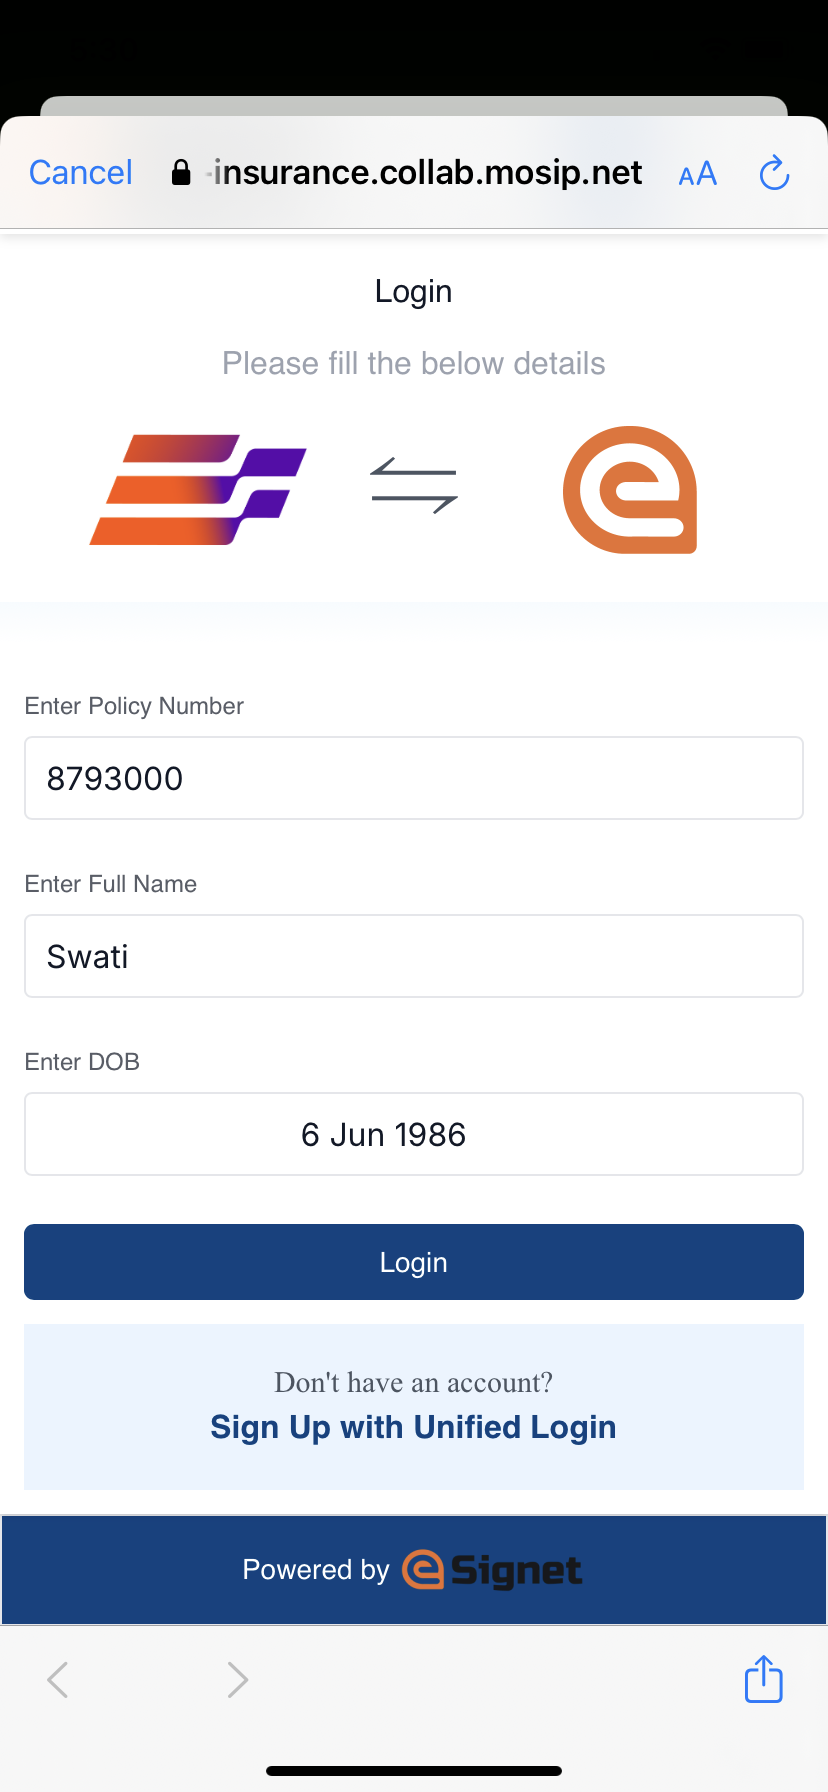 Cancel -insurance.collab.mosip.net AA
Login
Please fill the below details
Enter Policy Number
8793000
Enter Full Name
Swati
Enter DOB
6 Jun 1986
Login
Don't have an account?
Sign Up with Unified Login
Powered by eSignet